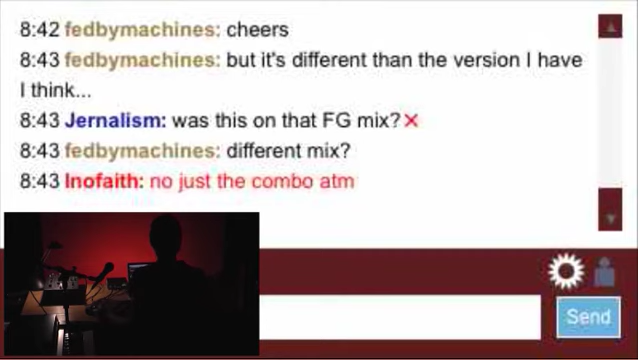 8:42 fedbymachines: cheers
8:43 fedbymachines: but it's different than the version I have
I think...
8:43 Jernalism: was this on that FG mix?✕
8:43 fedbymachines: different mix?
8:43 Inofaith: no just the combo atm
Send